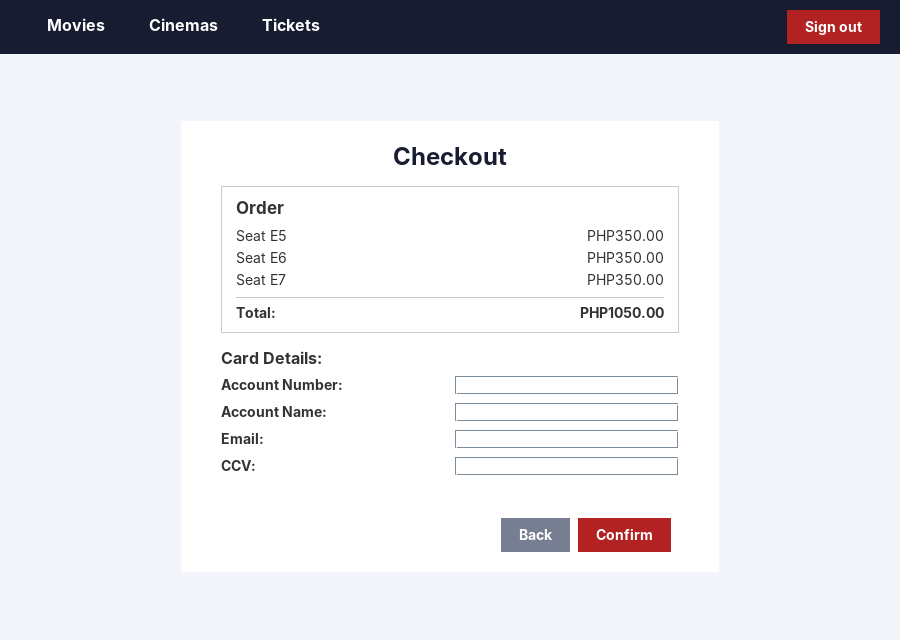 Movies Cinemas Tickets Sign out
Checkout
Order
Seat E5 PHP350.00
Seat E6 PHP350.00
Seat E7 PHP350.00
Total: PHP1050.00
Card Details:
Account Number:
Account Name:
Email:
CCV:
Back Confirm